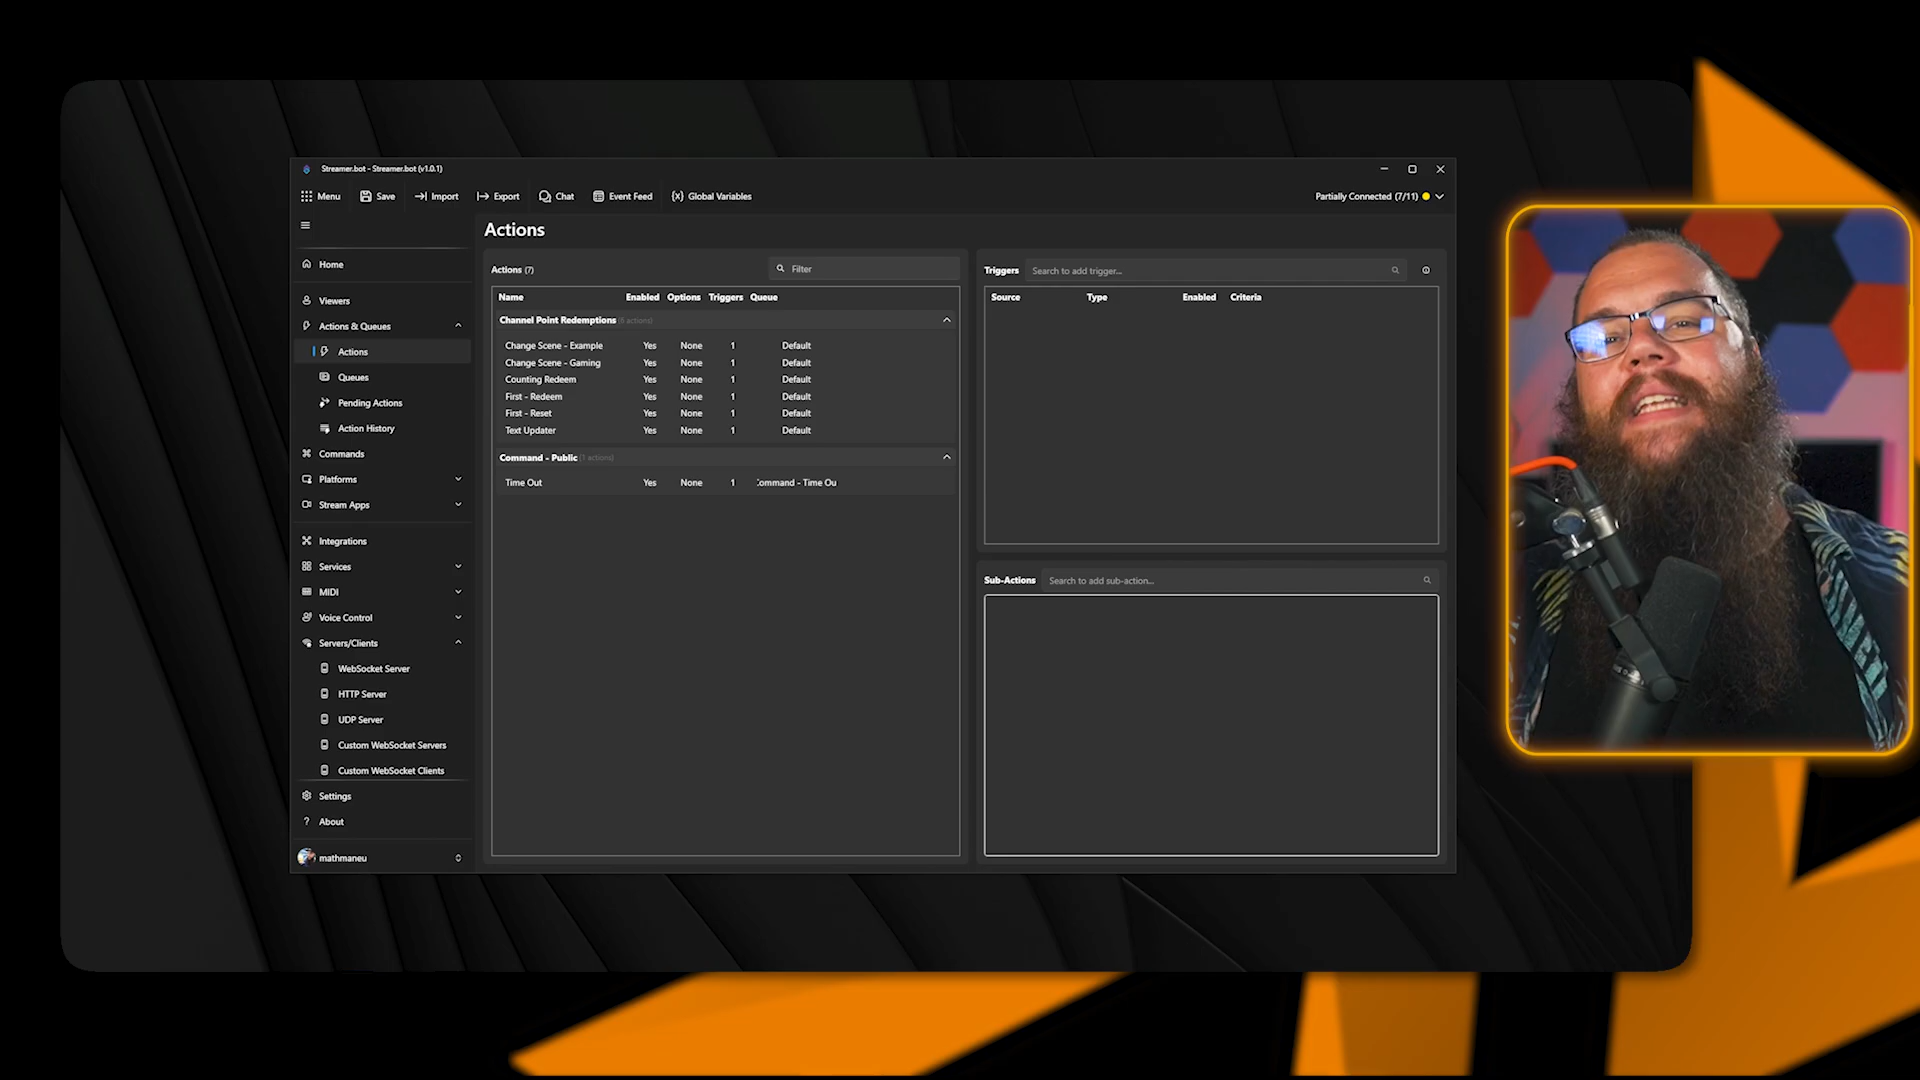 Streamer.bot - Streamer.bot (v1.0.1)
Menu Save Import Export Chat Event Feed Global Variables Partially Connected (7/11)
Actions
Home
Viewers
Actions & Queues
Actions
Queues
Pending Actions
Action History
Commands
Platforms
Stream Apps
Integrations
Services
MIDI
Voice Control
Servers/Clients
WebSocket Server
HTTP Server
UDP Server
Custom WebSocket Servers
Custom WebSocket Clients
Settings
About
mathmaneu
Actions (7) Filter
Name Enabled Options Triggers Queue
Channel Point Redemptions (6 actions)
Change Scene - Example Yes None 1 Default
Change Scene - Gaming Yes None 1 Default
Counting Redeem Yes None 1 Default
First - Redeem Yes None 1 Default
First - Reset Yes None 1 Default
Text Updater Yes None 1 Default
Command - Public (1 actions)
Time Out Yes None 1 Command - Time Ou
Triggers Search to add trigger...
Source Type Enabled Criteria
Sub-Actions Search to add sub-action...